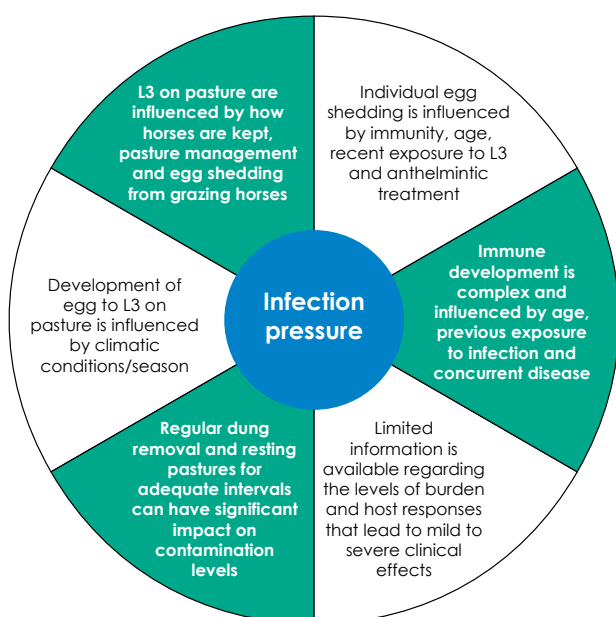 L3 on pasture are
influenced by how
horses are kept,
pasture management
and egg shedding
from grazing horses
Individual egg
shedding is influenced
by immunity, age,
recent exposure to L3
and anthelmintic
treatment
Immune
development is
complex and
influenced by age,
previous exposure
to infection and
concurrent disease
Limited
information is
available regarding
the levels of burden
and host responses
that lead to mild to
severe clinical
effects
Regular dung
removal and resting
pastures for
adequate intervals
can have significant
impact on
contamination
levels
Development of
egg to L3 on
pasture is influenced
by climatic
conditions/season
Infection
pressure